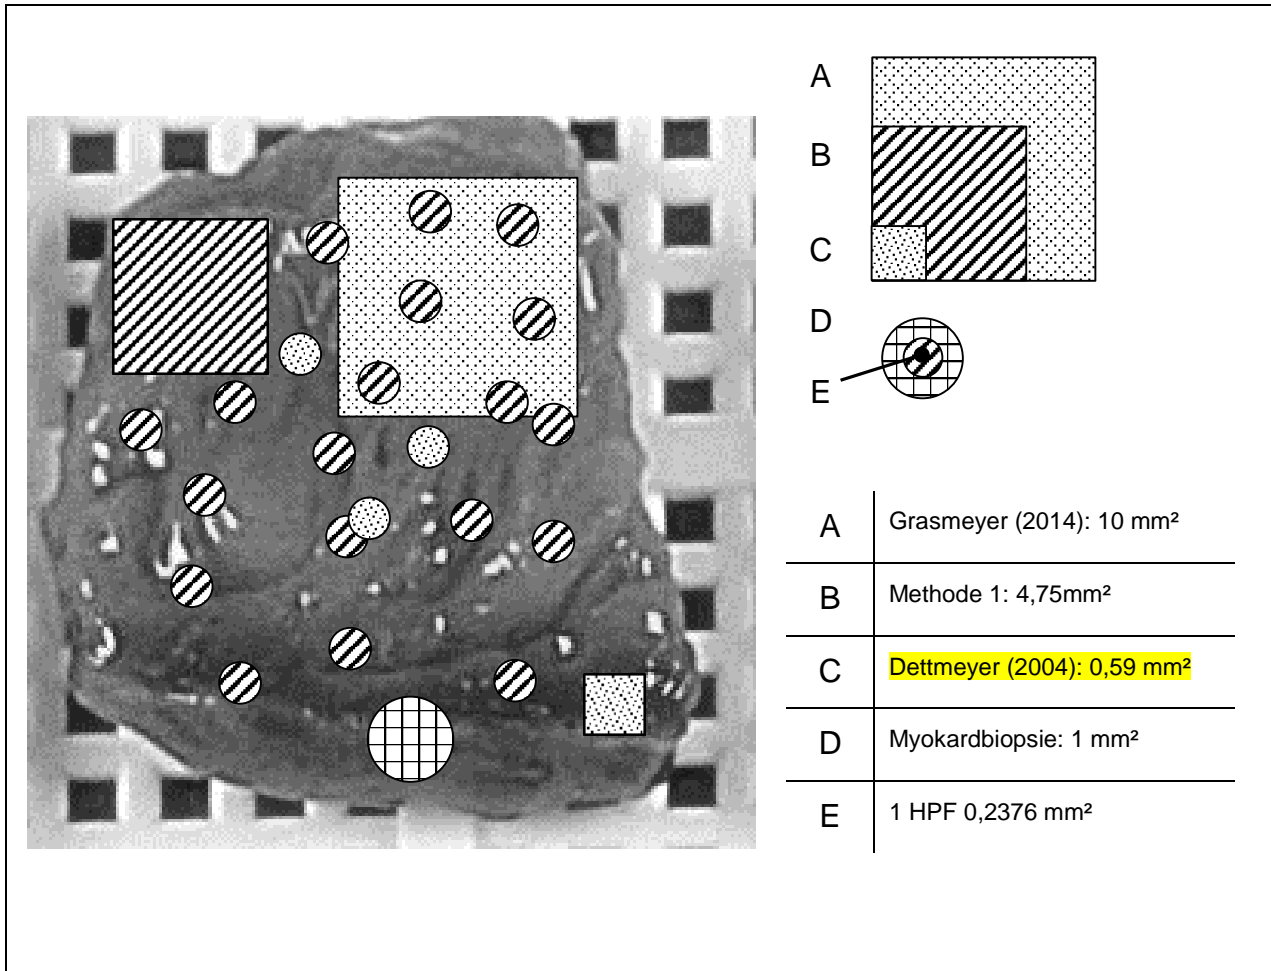 A
B
C
D
E
A Grasmeyer (2014): 10 mm²
B Methode 1: 4,75mm²
C Dettmeyer (2004): 0,59 mm²
D Myokardbiopsie: 1 mm²
E 1 HPF 0,2376 mm²